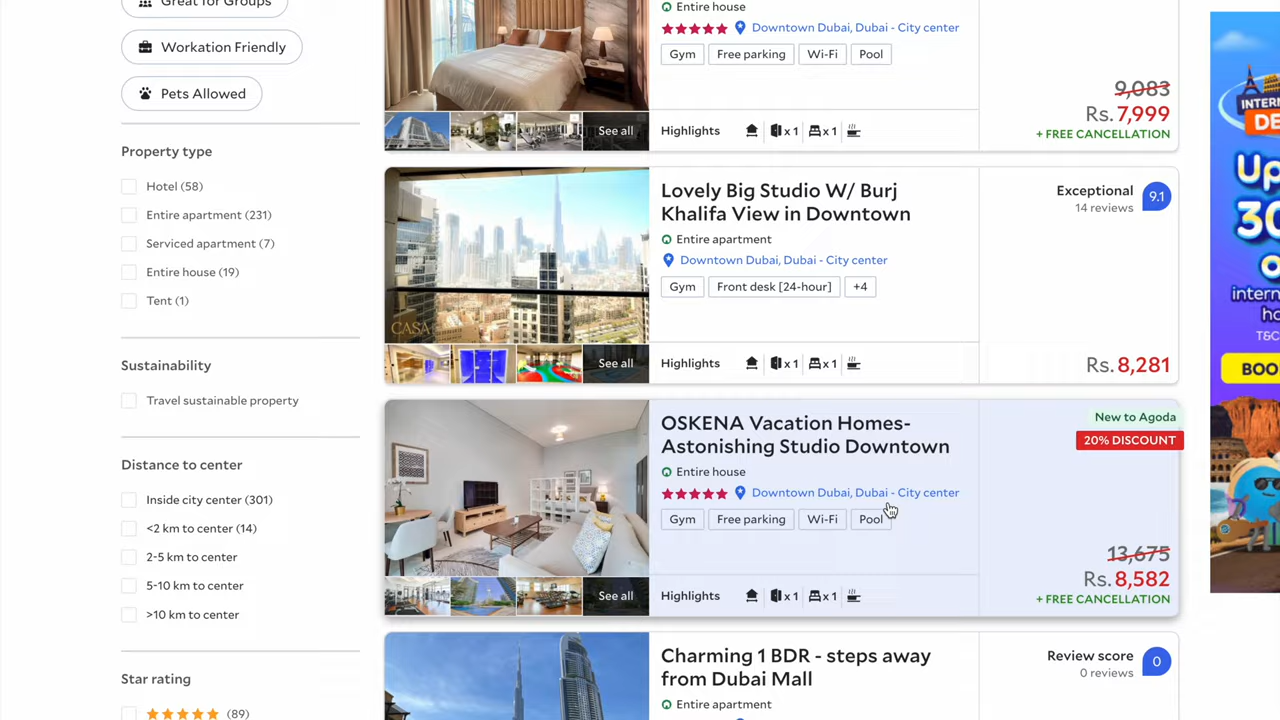 Great for Groups
Workation Friendly
Pets Allowed
Property type
Hotel (58)
Entire apartment (231)
Serviced apartment (7)
Entire house (19)
Tent (1)
Sustainability
Travel sustainable property
Distance to center
Inside city center (301)
<2 km to center (14)
2-5 km to center
5-10 km to center
>10 km to center
Star rating
(89)
Entire house
Downtown Dubai, Dubai - City center
Gym Free parking Wi-Fi Pool
See all
Highlights x 1 x 1
9,083
Rs. 7,999
+ FREE CANCELLATION
Lovely Big Studio W/ Burj
Khalifa View in Downtown
Entire apartment
Downtown Dubai, Dubai - City center
Gym Front desk [24-hour] +4
CASA
See all
Highlights x 1 x 1
Exceptional 9.1
14 reviews
Rs. 8,281
OSKENA Vacation Homes-
Astonishing Studio Downtown
Entire house
Downtown Dubai, Dubai - City center
Gym Free parking Wi-Fi Pool
See all
Highlights x 1 x 1
New to Agoda
20% DISCOUNT
13,675
Rs. 8,582
+ FREE CANCELLATION
Charming 1 BDR - steps away
from Dubai Mall
Entire apartment
Review score 0
0 reviews
INTERN
DE
Up
30
o
intern
ho
T&C
BOO